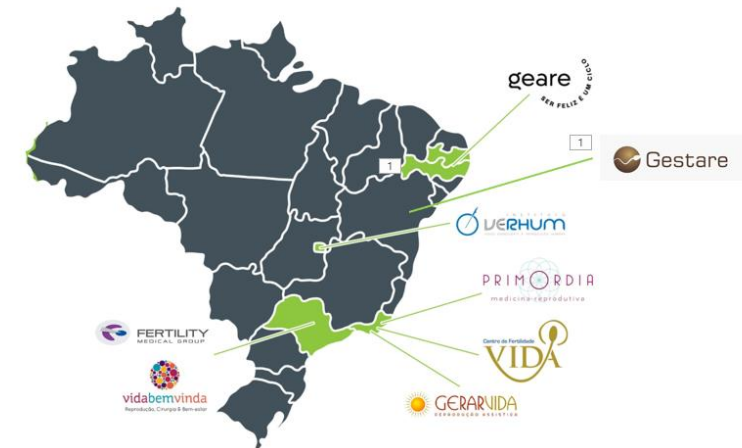 geare
SER FELIZ É UM CICLO
1
Gestare
1
INSTITUTO
VERHUM
PRIMORDIA
medicina reprodutiva
FERTILITY
MEDICAL GROUP
Centro de Fertilidade
VIDA
vidabemvinda
Reprodução, Cirurgia & Bem-estar
GERARVIDA
REPRODUÇÃO ASSISTIDA